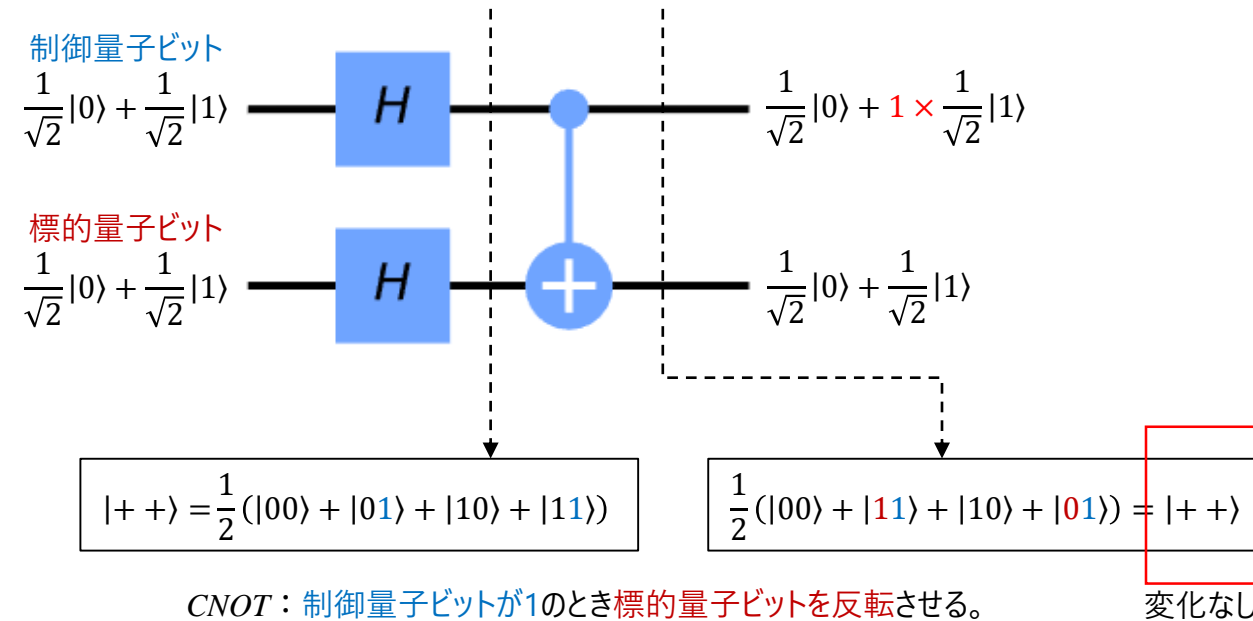 制御量子ビット
1/√2|0⟩ + 1/√2|1⟩
H
1/√2|0⟩ + 1 × 1/√2|1⟩
標的量子ビット
1/√2|0⟩ + 1/√2|1⟩
H
1/√2|0⟩ + 1/√2|1⟩
|+ +⟩ = 1/2(|00⟩ + |01⟩ + |10⟩ + |11⟩)
1/2(|00⟩ + |11⟩ + |10⟩ + |01⟩) = |+ +⟩
CNOT：制御量子ビットが1のとき標的量子ビットを反転させる。
変化なし